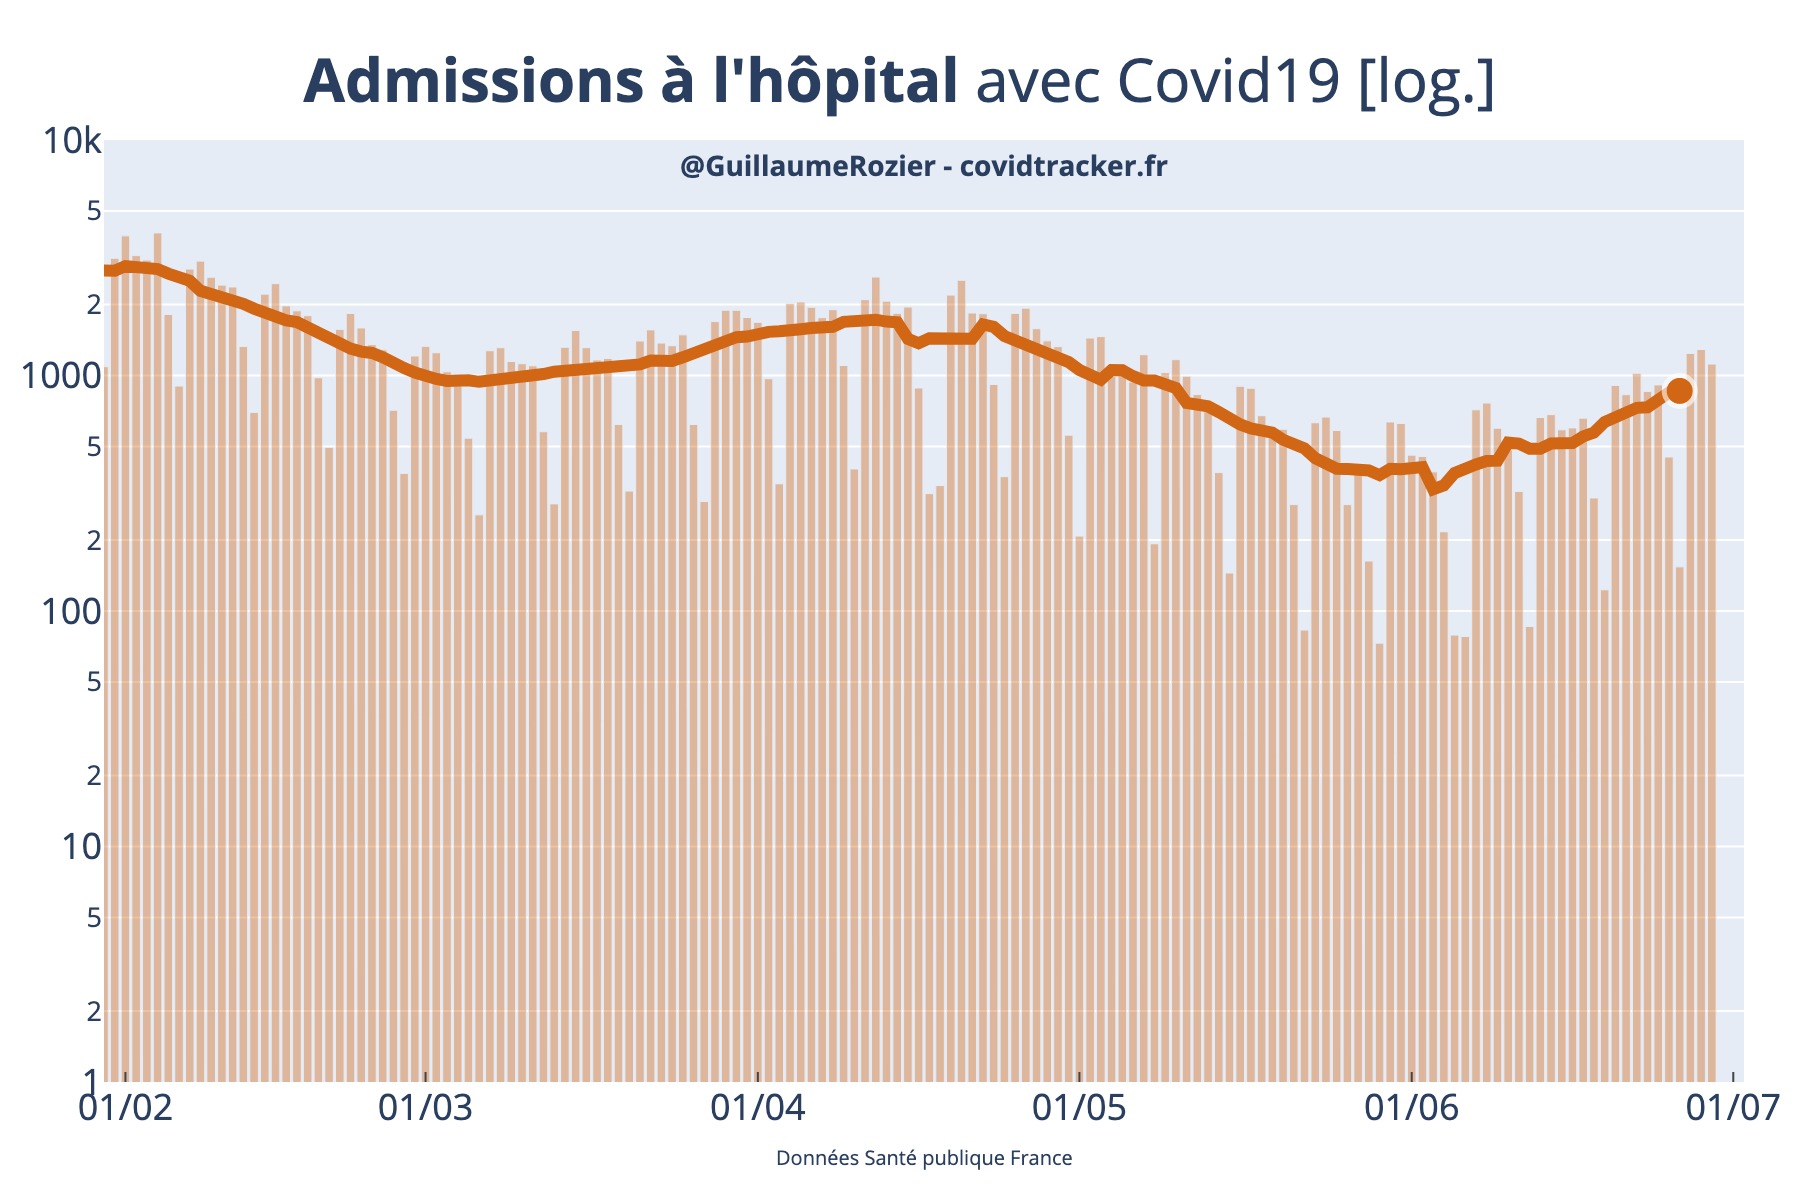 Admissions à l'hôpital avec Covid19 [log.]
@GuillaumeRozier - covidtracker.fr
10k
5
2
1000
5
2
100
5
2
10
5
2
1
01/02 01/03 01/04 01/05 01/06 01/07
Données Santé publique France